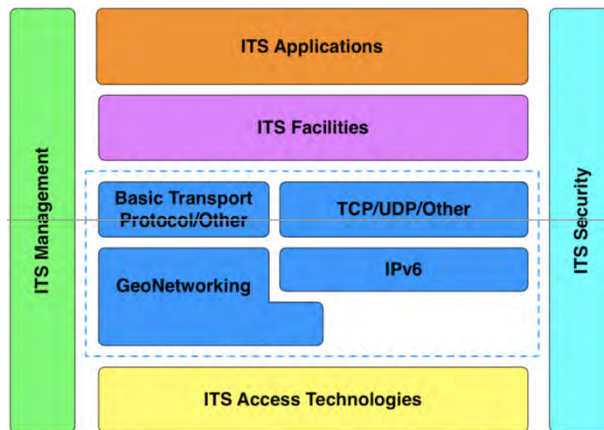 ITS Applications
ITS Facilities
Basic Transport
Protocol/Other
TCP/UDP/Other
GeoNetworking
IPv6
ITS Access Technologies
ITS Management
ITS Security